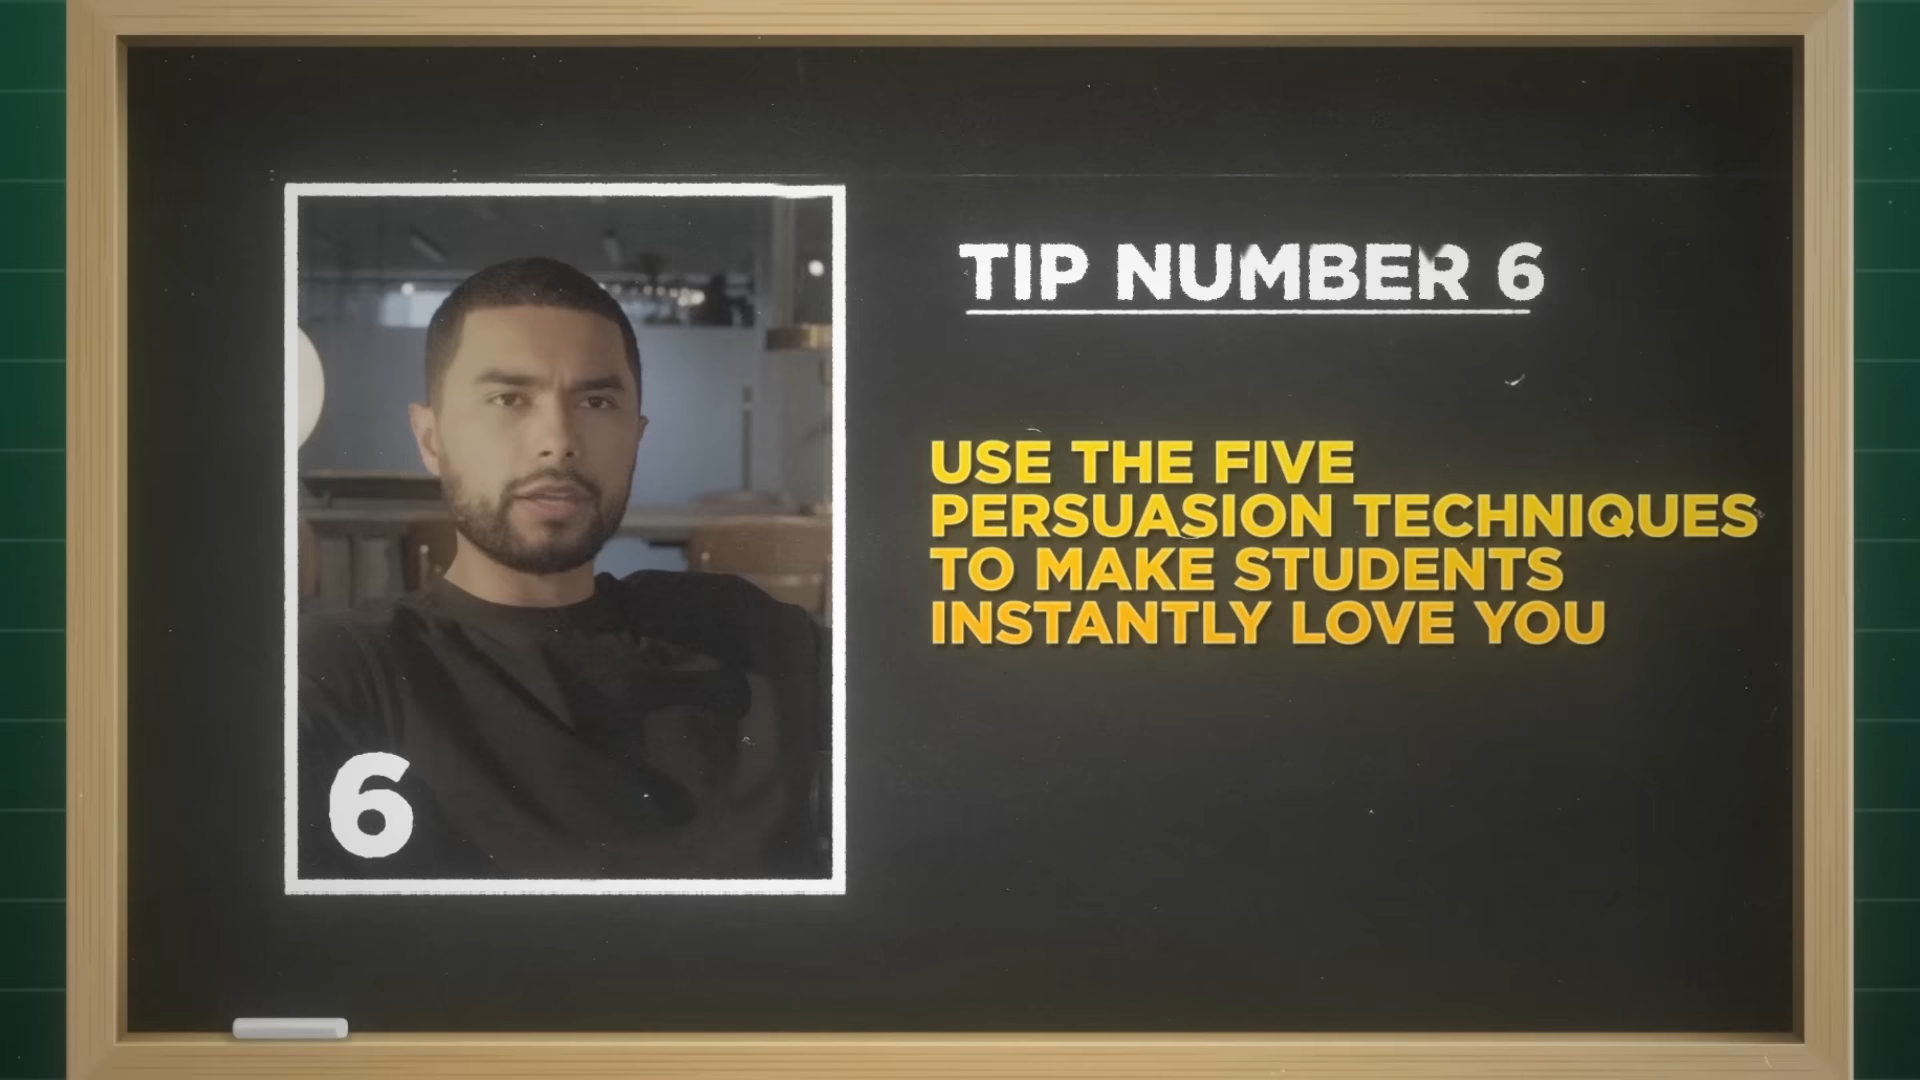 TIP NUMBER 6
USE THE FIVE
PERSUASION TECHNIQUES
TO MAKE STUDENTS
INSTANTLY LOVE YOU
6